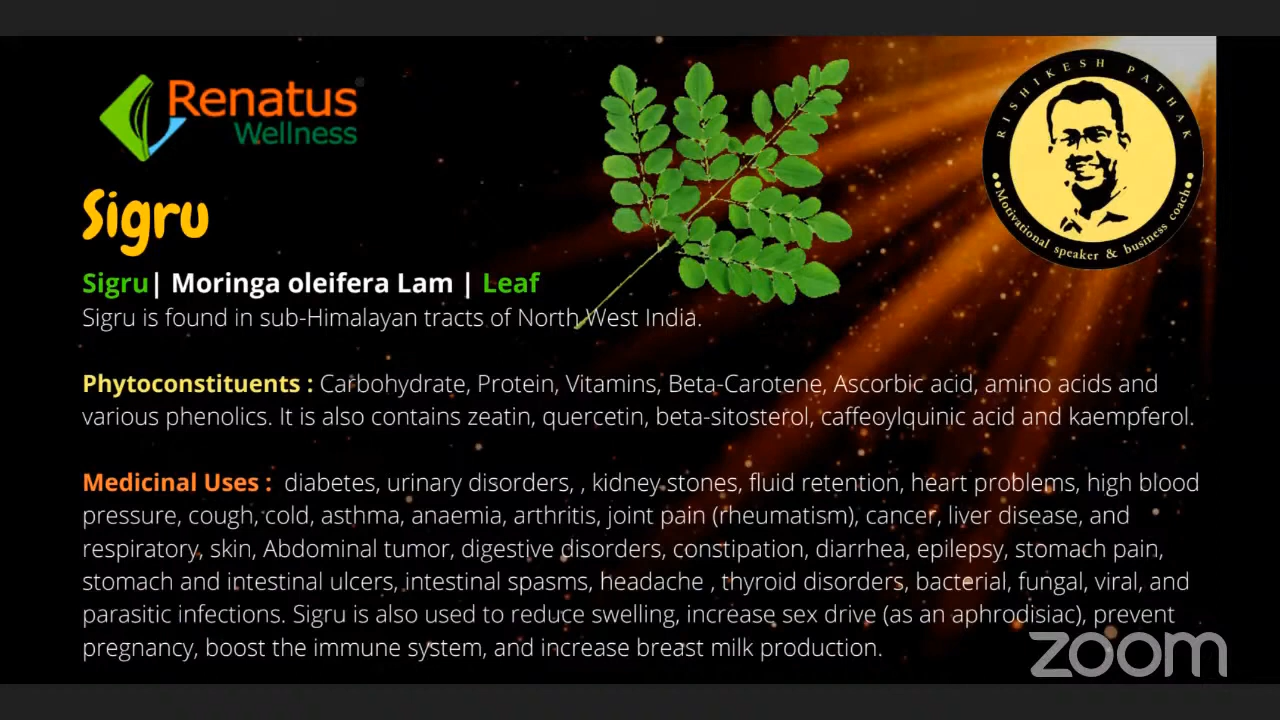 Renatus
Wellness
RISHIKESH PATHAK
Motivational speaker & business coach
Sigru
Sigru| Moringa oleifera Lam | Leaf
Sigru is found in sub-Himalayan tracts of North West India.
Phytoconstituents : Carbohydrate, Protein, Vitamins, Beta-Carotene, Ascorbic acid, amino acids and
various phenolics. It is also contains zeatin, quercetin, beta-sitosterol, caffeoylquinic acid and kaempferol.
Medicinal Uses : diabetes, urinary disorders, , kidney stones, fluid retention, heart problems, high blood
pressure, cough, cold, asthma, anaemia, arthritis, joint pain (rheumatism), cancer, liver disease, and
respiratory, skin, Abdominal tumor, digestive disorders, constipation, diarrhea, epilepsy, stomach pain,
stomach and intestinal ulcers, intestinal spasms, headache , thyroid disorders, bacterial, fungal, viral, and
parasitic infections. Sigru is also used to reduce swelling, increase sex drive (as an aphrodisiac), prevent
pregnancy, boost the immune system, and increase breast milk production.
zoom